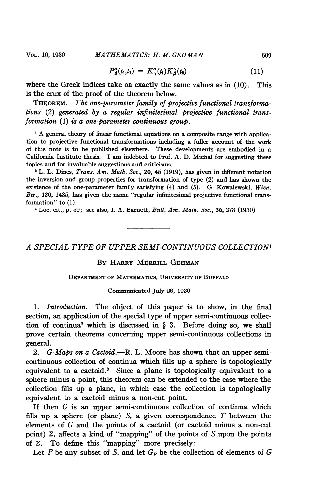 VOL. 16, 1930 MATHEMATICS: H. M. GEHMAN 609
(11)
where the Greek indices take on exactly the same values as in (10). This
is the crux of the proof of the theorem below.
THEOREM. The one-parameter family of projective functional transforma-
tions (2) generated by a regular infinitesimal projective functional trans-
formation (1) is a one-parameter continuous group.
¹ A general theory of linear functional equations on a composite range with applica-
tion to projective functional transformations including a fuller account of the work
of this note is to be published elsewhere. These developments are embodied in a
California Institute thesis. I am indebted to Prof. A. D. Michal for suggesting these
topics and for invaluable suggestions and criticisms.
² L. L. Dines, Trans. Am. Math. Soc., 20, 45 (1919), has given in different notation
the inversion and group properties for transformation of type (2) and has shown the
existence of the one-parameter family satisfying (4) and (5). G. Kowalewski, Wien.
Ber., 120, 1435, has given the name "regular infinitesimal projective functional trans-
formation" to (1).
³ Loc. cit., p. 45; see also, I. A. Barnett, Bull. Am. Math. Soc., 36, 273 (1930)
A SPECIAL TYPE OF UPPER SEMI-CONTINUOUS COLLECTION¹
BY HARRY MERRILL GEHMAN
DEPARTMENT OF MATHEMATICS, UNIVERSITY OF BUFFALO
Communicated July 26, 1930
1. Introduction. The object of this paper is to show, in the final
section, an application of the special type of upper semi-continuous collec-
tion of continua² which is discussed in § 3. Before doing so, we shall
prove certain theorems concerning upper semi-continuous collections in
general.
2. G-Maps on a Cactoid.—R. L. Moore has shown that an upper semi-
continuous collection of continua which fills up a sphere is topologically
equivalent to a cactoid.³ Since a plane is topologically equivalent to a
sphere minus a point, this theorem can be extended to the case where the
collection fills up a plane, in which case the collection is topologically
equivalent to a cactoid minus a non-cut point.
If then G is an upper semi-continuous collection of continua which
fills up a sphere (or plane) S, a given correspondence T between the
elements of G and the points of a cactoid (or cactoid minus a non-cut
point) Σ, affects a kind of "mapping" of the points of S upon the points
of Σ. To define this "mapping" more precisely:
Let P be any subset of S, and let G_P be the collection of elements of G